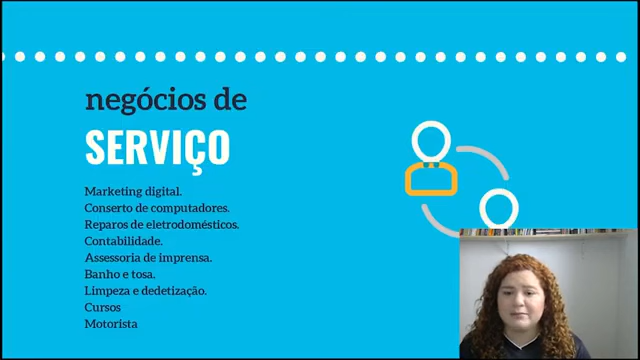 negócios de
SERVIÇO
Marketing digital.
Conserto de computadores.
Reparos de eletrodomésticos.
Contabilidade.
Assessoria de imprensa.
Banho e tosa.
Limpeza e dedetização.
Cursos
Motorista